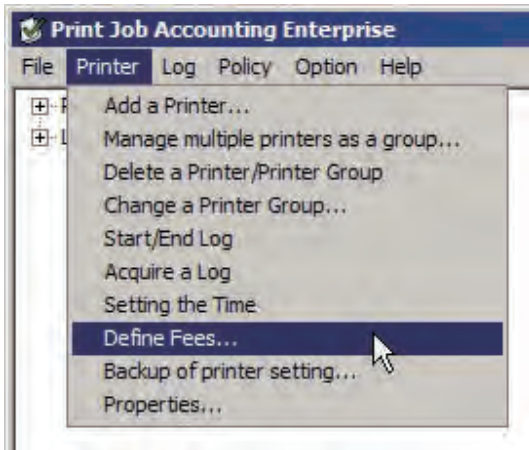 Print Job Accounting Enterprise
File Printer Log Policy Option Help
Add a Printer...
Manage multiple printers as a group...
Delete a Printer/Printer Group
Change a Printer Group...
Start/End Log
Acquire a Log
Setting the Time
Define Fees...
Backup of printer setting...
Properties...